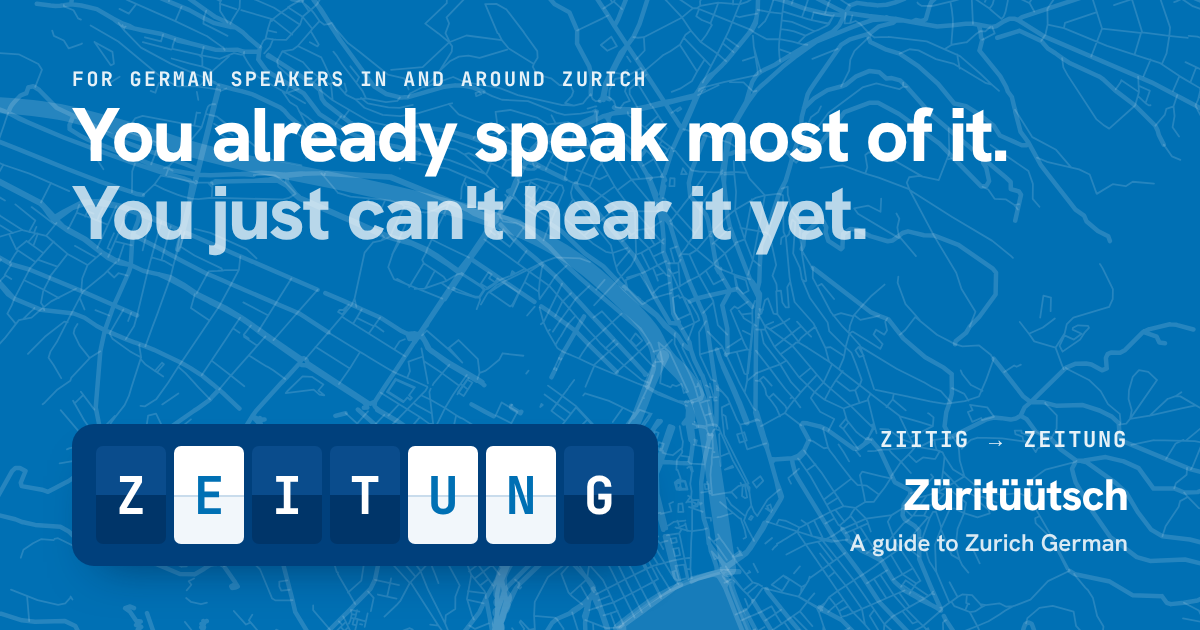 FOR GERMAN SPEAKERS IN AND AROUND ZURICH
You already speak most of it.
You just can't hear it yet.
ZEITUNG
ZIITIG → ZEITUNG
Züritüütsch
A guide to Zurich German